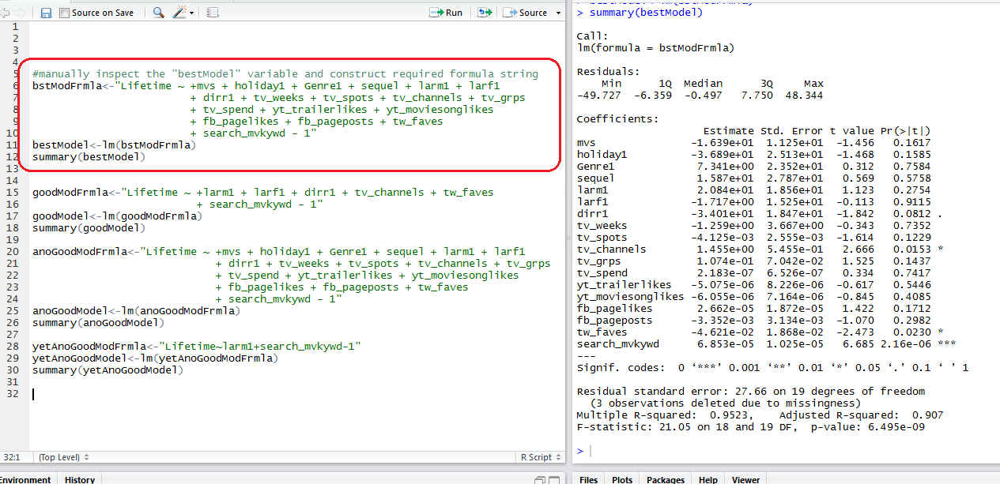 Source on Save
Run
Source
1
2
3
4
5 #manually inspect the "bestModel" variable and construct required formula string
6 bstModFrmla<-"Lifetime ~ +mvs + holiday1 + Genre1 + sequel + larm1 + larf1
7 + dirr1 + tv_weeks + tv_spots + tv_channels + tv_grps
8 + tv_spend + yt_trailerlikes + yt_moviesonglikes
9 + fb_pagelikes + fb_pageposts + tw_faves
10 + search_mvkywd - 1"
11 bestModel<-lm(bstModFrmla)
12 summary(bestModel)
13
14
15 goodModFrmla<-"Lifetime ~ +larm1 + larf1 + dirr1 + tv_channels + tw_faves
16 + search_mvkywd - 1"
17 goodModel<-lm(goodModFrmla)
18 summary(goodModel)
19
20 anoGoodModFrmla<-"Lifetime ~ +mvs + holiday1 + Genre1 + sequel + larm1 + larf1
21 + dirr1 + tv_weeks + tv_spots + tv_channels + tv_grps
22 + tv_spend + yt_trailerlikes + yt_moviesonglikes
23 + fb_pagelikes + fb_pageposts + tw_faves
24 + search_mvkywd - 1"
25 anoGoodModel<-lm(anoGoodModFrmla)
26 summary(anoGoodModel)
27
28 yetAnoGoodModFrmla<-"Lifetime~larm1+search_mvkywd-1"
29 yetAnoGoodModel<-lm(yetAnoGoodModFrmla)
30 summary(yetAnoGoodModel)
31
32
32:1 (Top Level) R Script
Environment History
> summary(bestModel)
Call:
lm(formula = bstModFrmla)
Residuals:
Min 1Q Median 3Q Max
-49.727 -6.359 -0.497 7.750 48.344
Coefficients:
Estimate Std. Error t value Pr(>|t|)
mvs -1.639e+01 1.125e+01 -1.456 0.1617
holiday1 -3.689e+01 2.513e+01 -1.468 0.1585
Genre1 7.341e+00 2.352e+01 0.312 0.7584
sequel 1.587e+01 2.787e+01 0.569 0.5758
larm1 2.084e+01 1.856e+01 1.123 0.2754
larf1 -1.717e+00 1.525e+01 -0.113 0.9115
dirr1 -3.401e+01 1.847e+01 -1.842 0.0812 .
tv_weeks -1.259e+00 3.667e+00 -0.343 0.7352
tv_spots -4.125e-03 2.555e-03 -1.614 0.1229
tv_channels 1.455e+00 5.455e-01 2.666 0.0153 *
tv_grps 1.074e-01 7.042e-02 1.525 0.1437
tv_spend 2.183e-07 6.526e-07 0.334 0.7417
yt_trailerlikes -5.075e-06 8.226e-06 -0.617 0.5446
yt_moviesonglikes -6.055e-06 7.164e-06 -0.845 0.4085
fb_pagelikes 2.662e-05 1.872e-05 1.422 0.1712
fb_pageposts -3.352e-03 3.134e-03 -1.070 0.2982
tw_faves -4.621e-02 1.868e-02 -2.473 0.0230 *
search_mvkywd 6.853e-05 1.025e-05 6.685 2.16e-06 ***
---
Signif. codes: 0 ‘***’ 0.001 ‘**’ 0.01 ‘*’ 0.05 ‘.’ 0.1 ‘ ’ 1
Residual standard error: 27.66 on 19 degrees of freedom
(3 observations deleted due to missingness)
Multiple R-squared: 0.9523, Adjusted R-squared: 0.907
F-statistic: 21.05 on 18 and 19 DF, p-value: 6.495e-09
>
Files Plots Packages Help Viewer